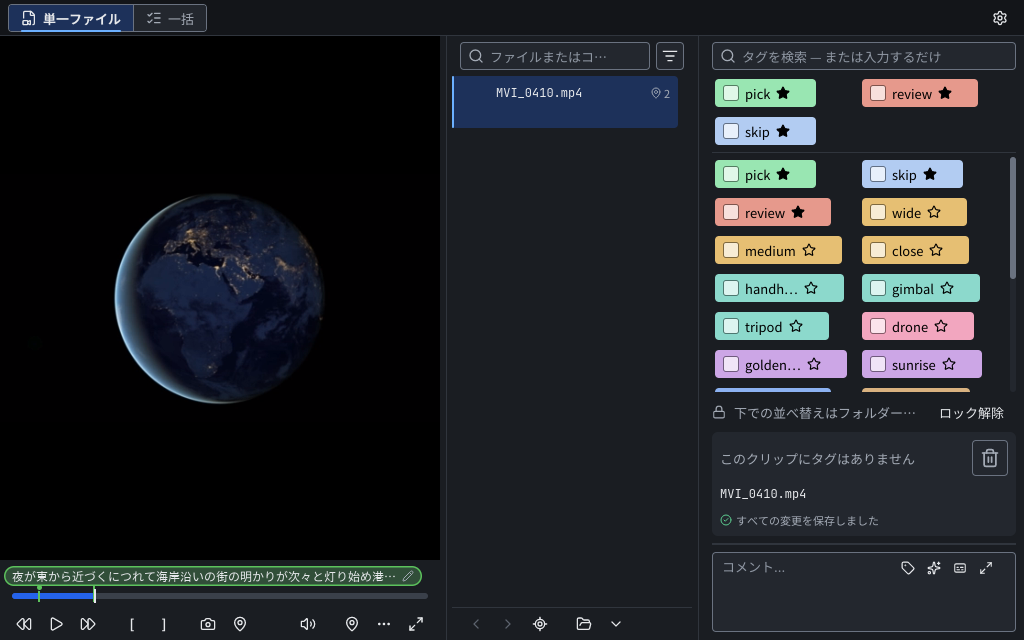 単一ファイル
一括
ファイルまたはコ…
MVI_0410.mp4
2
タグを検索 — または入力するだけ
pick
review
skip
pick
skip
review
wide
medium
close
handh…
gimbal
tripod
drone
golden…
sunrise
下での並べ替えはフォルダー…
ロック解除
このクリップにタグはありません
MVI_0410.mp4
すべての変更を保存しました
夜が東から近づくにつれて海岸沿いの街の明かりが次々と灯り始め港…
[ ]
コメント...